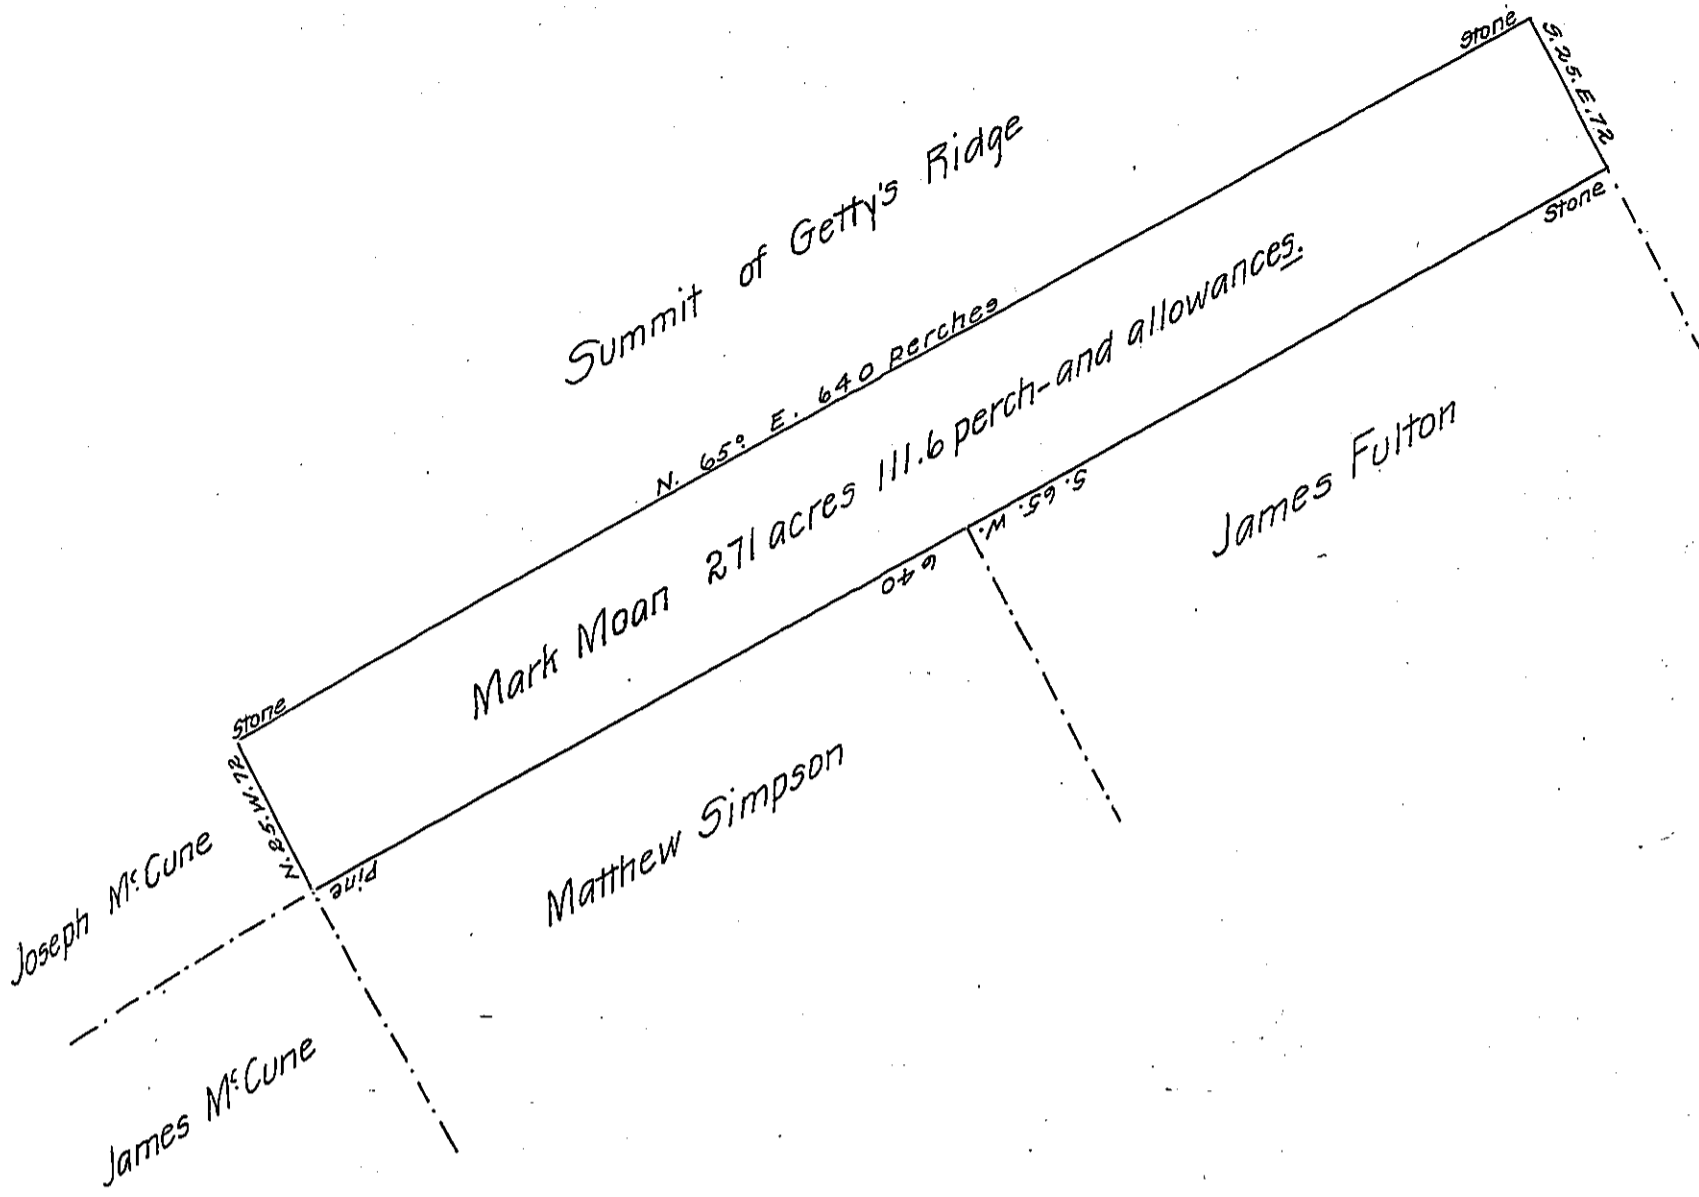 Stone
S. 25. E. 72
Stone
Summit of Getty's Ridge
N. 65° E. 640 perches
Mark Moan 271 acres 111.6 perch-and allowances.
S. 65. W.
640
James Fulton
Stone
N. 25. W. 72
Pine
Matthew Simpson
Joseph McCune
James McCune